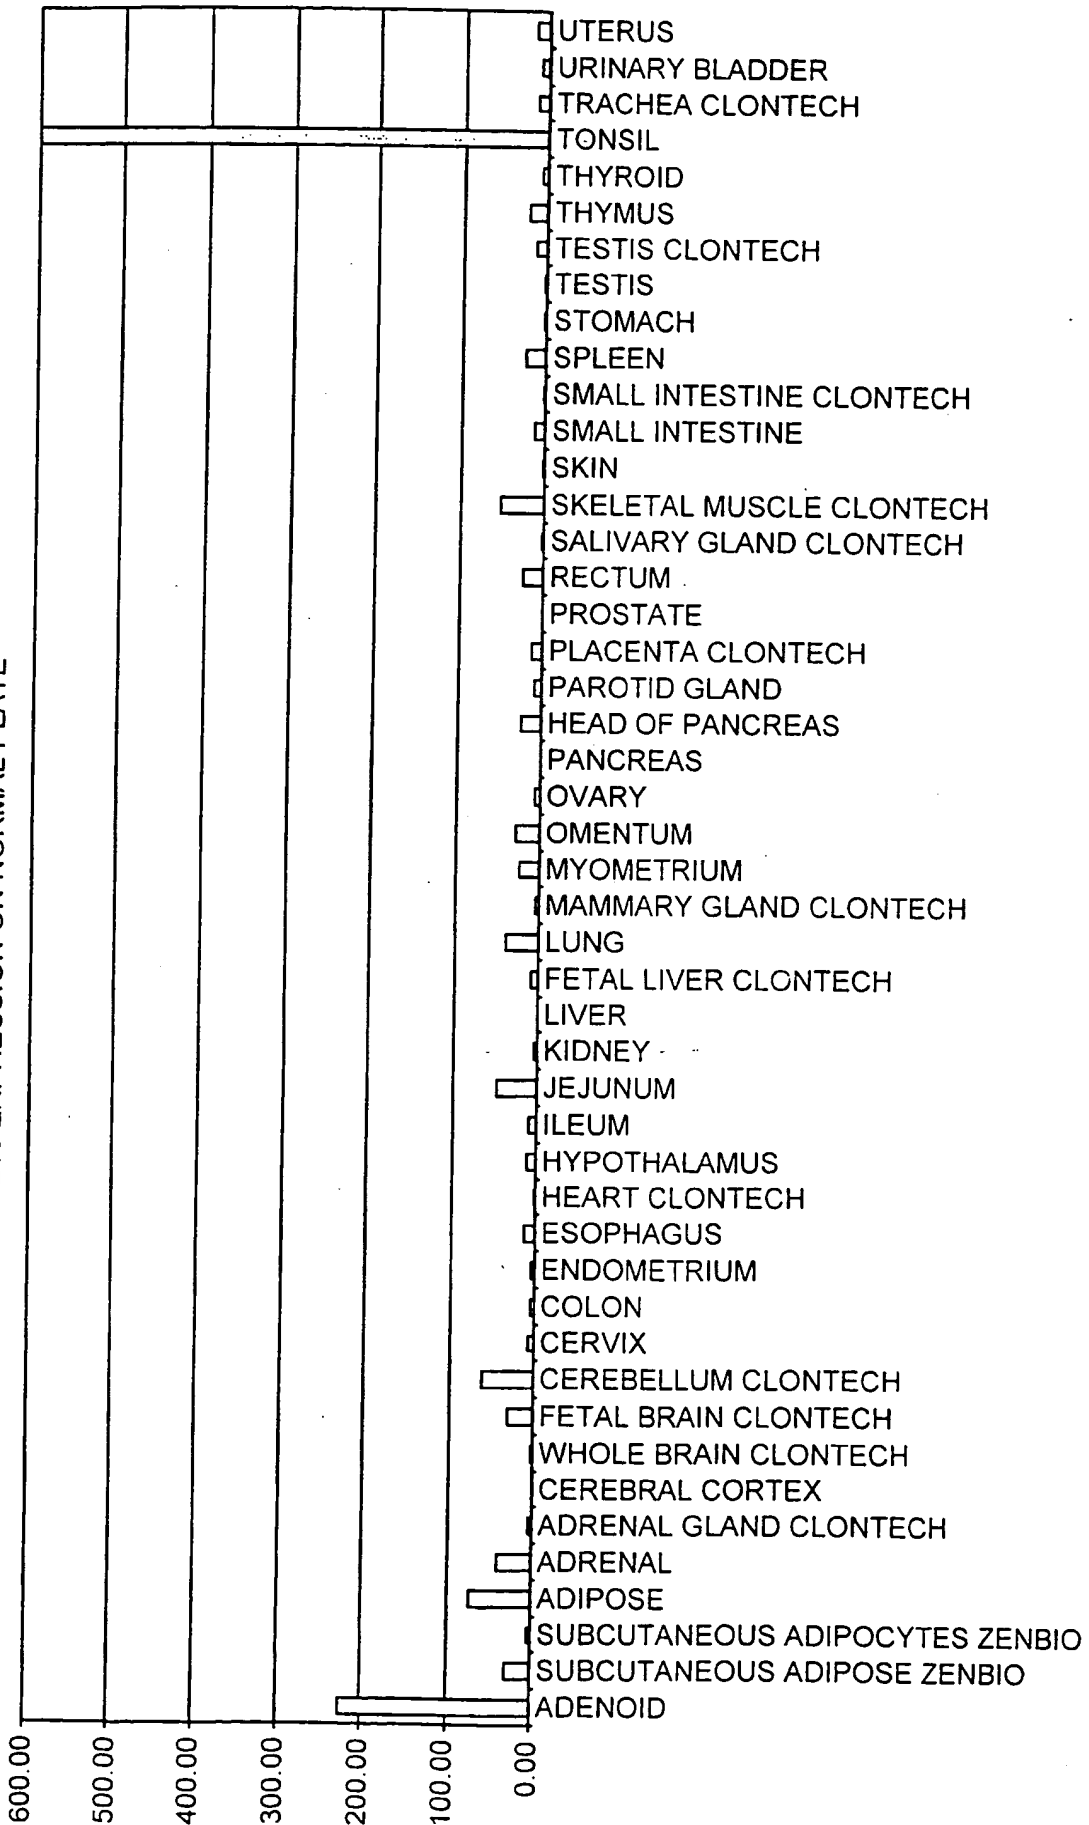 UTERUS
URINARY BLADDER
TRACHEA CLONTECH
TONSIL
THYROID
THYMUS
TESTIS CLONTECH
TESTIS
STOMACH
SPLEEN
SMALL INTESTINE CLONTECH
SMALL INTESTINE
SKIN
SKELETAL MUSCLE CLONTECH
SALIVARY GLAND CLONTECH
RECTUM
PROSTATE
PLACENTA CLONTECH
PAROTID GLAND
HEAD OF PANCREAS
PANCREAS
OVARY
OMENTUM
MYOMETRIUM
MAMMARY GLAND CLONTECH
LUNG
FETAL LIVER CLONTECH
LIVER
KIDNEY
JEJUNUM
ILEUM
HYPOTHALAMUS
HEART CLONTECH
ESOPHAGUS
ENDOMETRIUM
COLON
CERVIX
CEREBELLUM CLONTECH
FETAL BRAIN CLONTECH
WHOLE BRAIN CLONTECH
CEREBRAL CORTEX
ADRENAL GLAND CLONTECH
ADRENAL
ADIPOSE
SUBCUTANEOUS ADIPOCYTES ZENBIO
SUBCUTANEOUS ADIPOSE ZENBIO
ADENOID
600.00
500.00
400.00
300.00
200.00
100.00
0.00